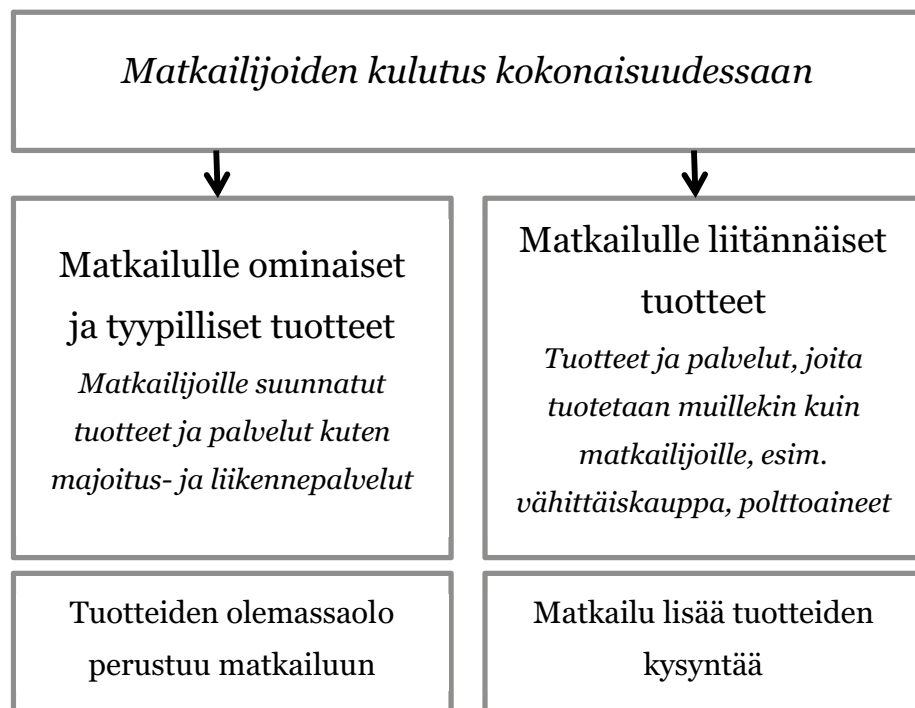 Matkailijoiden kulutus kokonaisuudessaan
Matkailulle ominaiset
ja tyypilliset tuotteet
Matkailijoille suunnatut
tuotteet ja palvelut kuten
majoitus- ja liikennepalvelut
Matkailulle liitännäiset
tuotteet
Tuotteet ja palvelut, joita
tuotetaan muillekin kuin
matkailijoille, esim.
vähittäiskauppa, polttoaineet
Tuotteiden olemassaolo
perustuu matkailuun
Matkailu lisää tuotteiden
kysyntää